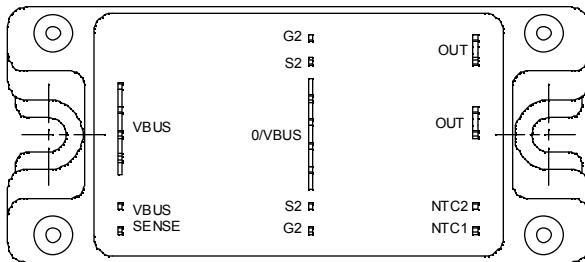 G2
S2
OUT
VBUS
0/VBUS
OUT
VBUS
SENSE
S2
G2
NTC2
NTC1